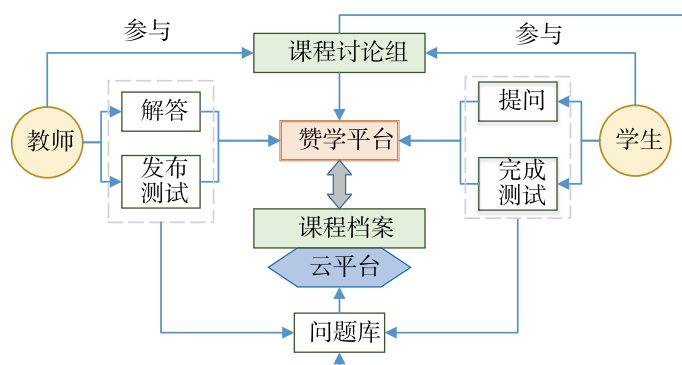 参与
参与
课程讨论组
解答
提问
教师
赞学平台
学生
发布
测试
完成
测试
课程档案
云平台
问题库